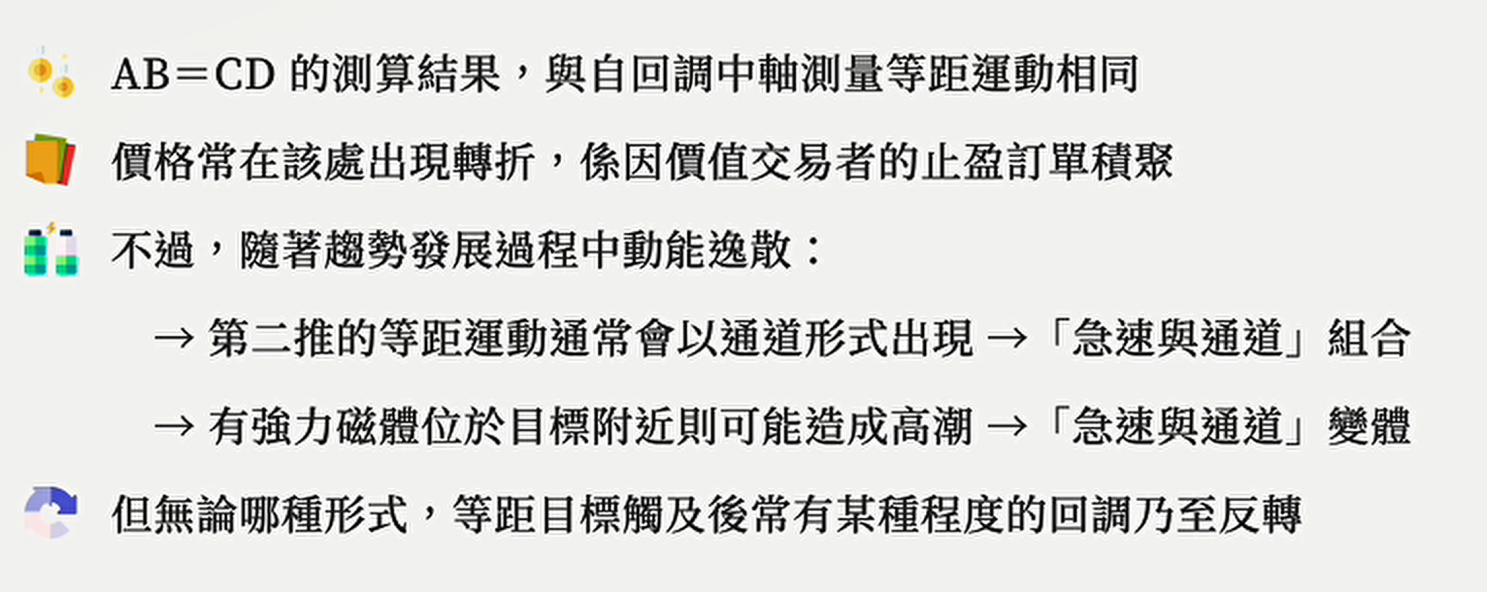 AB＝CD 的測算結果，與自回調中軸測量等距運動相同
價格常在該處出現轉折，係因價值交易者的止盈訂單積聚
不過，隨著趨勢發展過程中動能逸散：
→ 第二推的等距運動通常會以通道形式出現 →「急速與通道」組合
→ 有強力磁體位於目標附近則可能造成高潮 →「急速與通道」變體
但無論哪種形式，等距目標觸及後常有某種程度的回調乃至反轉